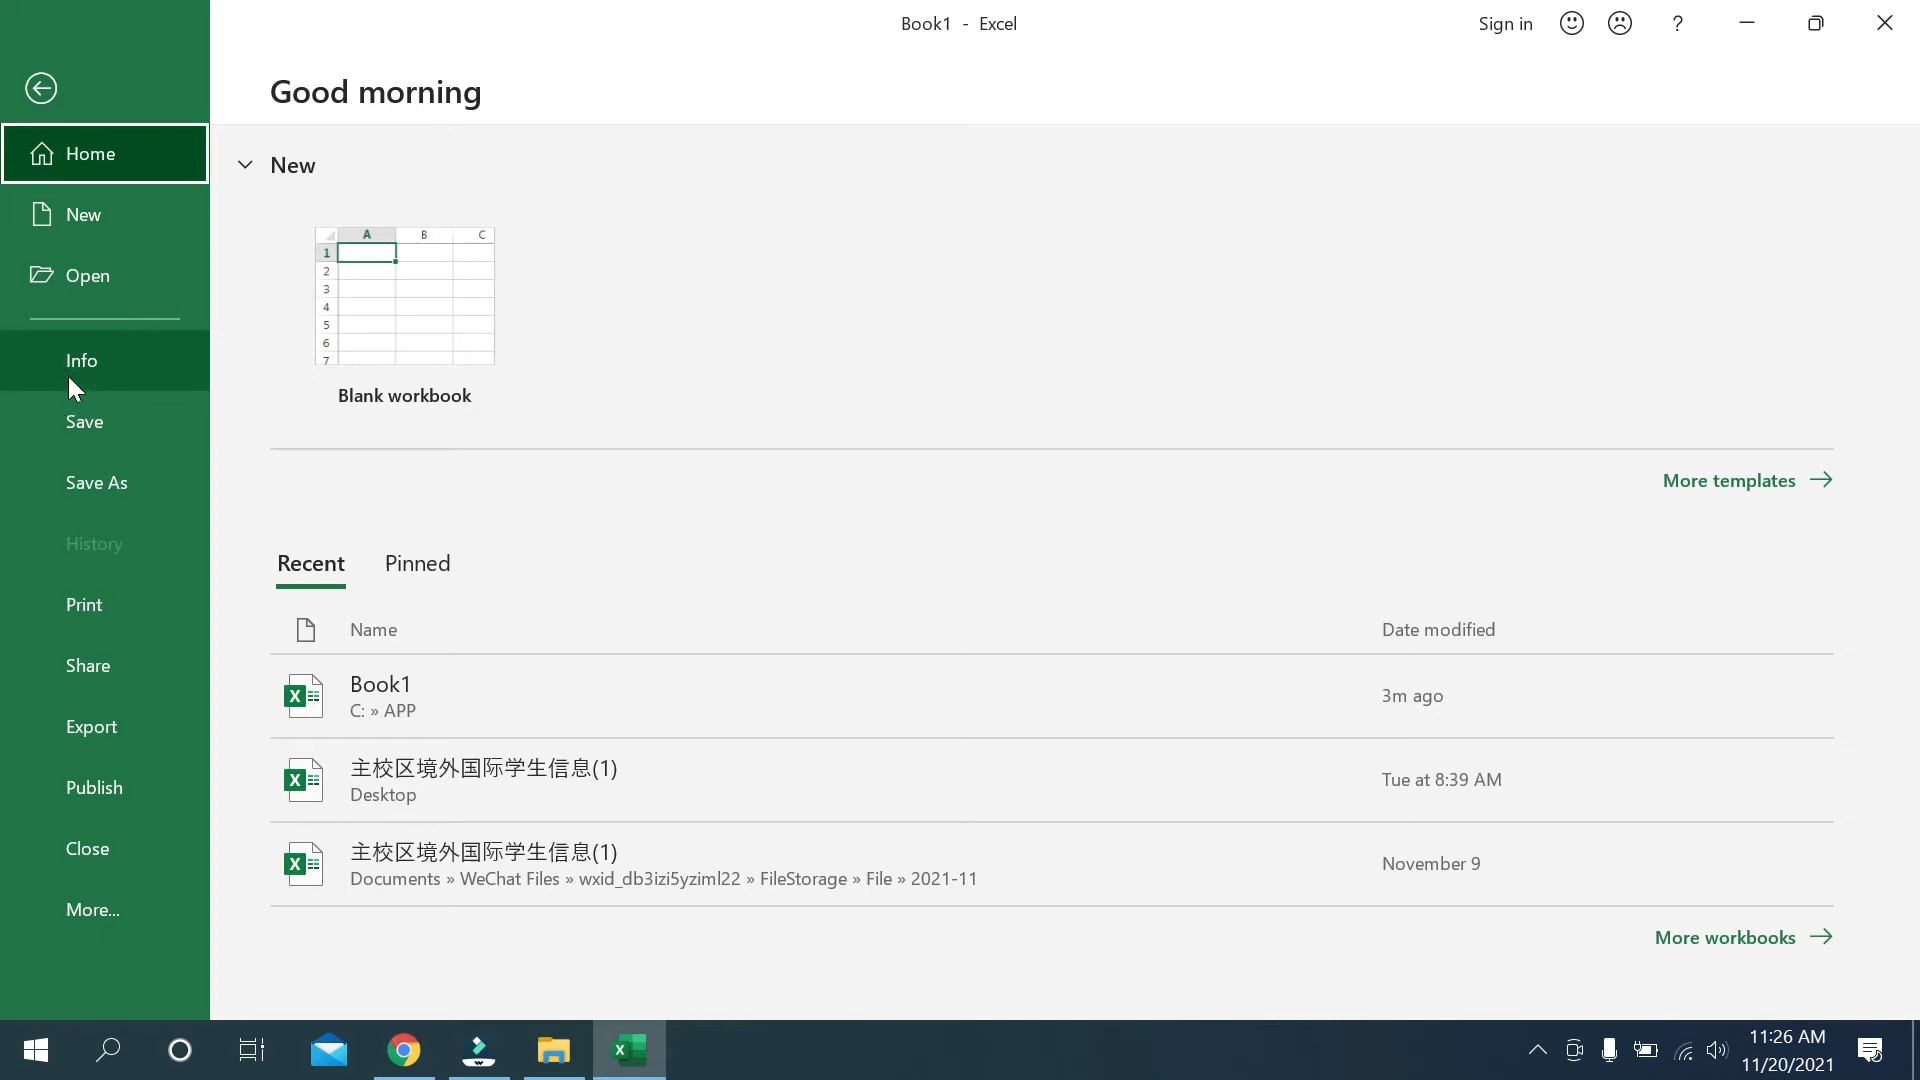 Book1 - Excel
Sign in
?
Good morning
Home
New
Open
Info
Save
Save As
History
Print
Share
Export
Publish
Close
More...
New
A B C
1
2
3
4
5
6
7
Blank workbook
More templates
Recent Pinned
Name Date modified
Book1
C: » APP
3m ago
主校区境外国际学生信息(1)
Desktop
Tue at 8:39 AM
主校区境外国际学生信息(1)
Documents » WeChat Files » wxid_db3izi5yziml22 » FileStorage » File » 2021-11
November 9
More workbooks
11:26 AM
11/20/2021